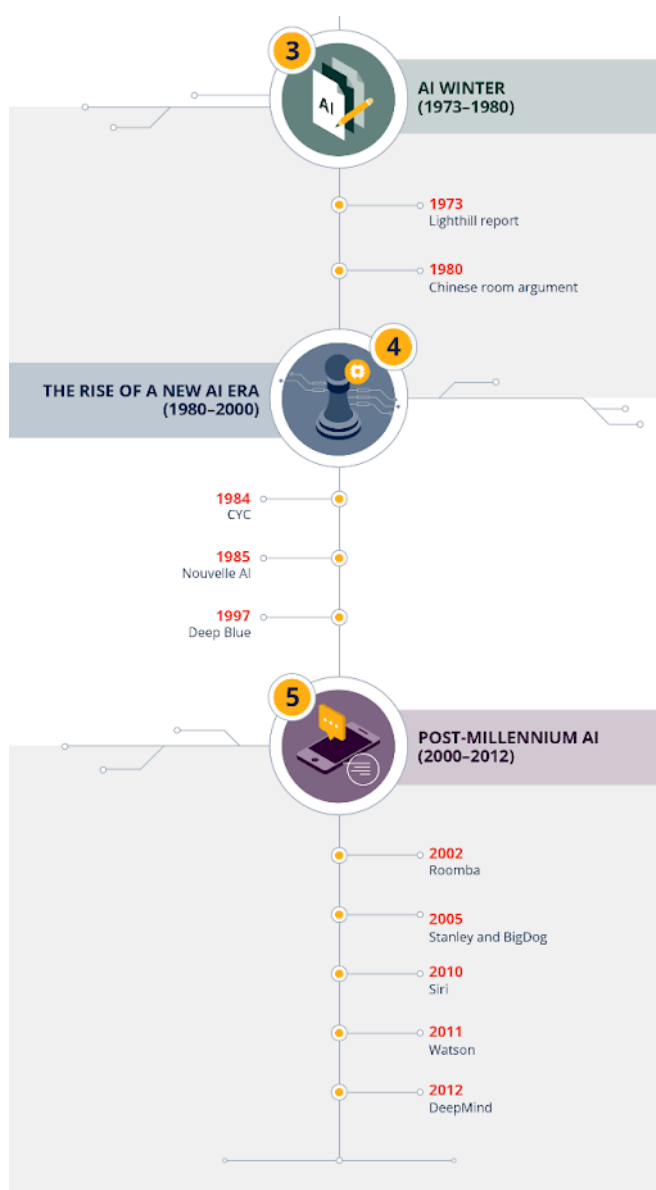 3
AI
AI WINTER
(1973–1980)
1973
Lighthill report
1980
Chinese room argument
4
THE RISE OF A NEW AI ERA
(1980–2000)
1984
CYC
1985
Nouvelle AI
1997
Deep Blue
5
POST-MILLENNIUM AI
(2000–2012)
2002
Roomba
2005
Stanley and BigDog
2010
Siri
2011
Watson
2012
DeepMind